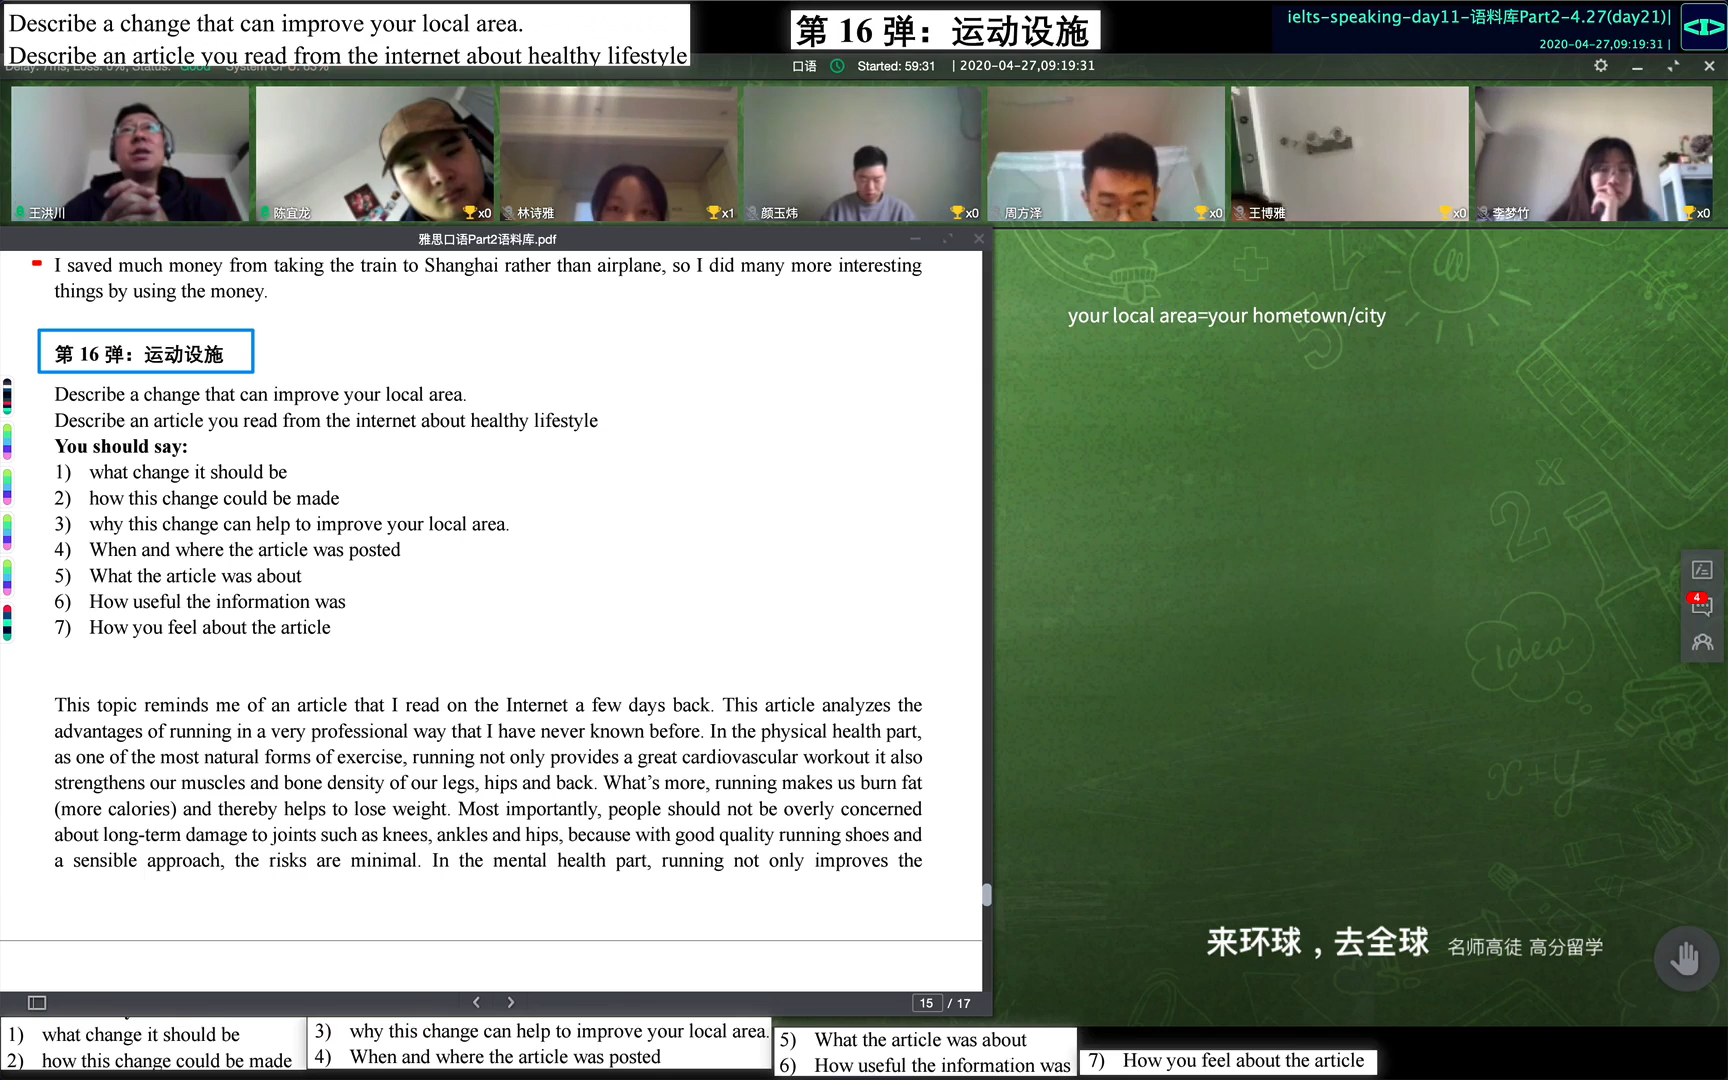 Describe a change that can improve your local area.
Describe an article you read from the internet about healthy lifestyle
第 16 弹：运动设施
ielts-speaking-day11-语料库Part2-4.27(day21)|
2020-04-27,09:19:31 |
口语 Started: 59:31 | 2020-04-27,09:19:31
王洪川
陈宜龙 x0
林诗雅 x1
颜玉炜 x0
周方泽 x0
王博雅 x0
李梦竹 x0
雅思口语Part2语料库.pdf
I saved much money from taking the train to Shanghai rather than airplane, so I did many more interesting
things by using the money.
第 16 弹：运动设施
Describe a change that can improve your local area.
Describe an article you read from the internet about healthy lifestyle
You should say:
1) what change it should be
2) how this change could be made
3) why this change can help to improve your local area.
4) When and where the article was posted
5) What the article was about
6) How useful the information was
7) How you feel about the article
This topic reminds me of an article that I read on the Internet a few days back. This article analyzes the
advantages of running in a very professional way that I have never known before. In the physical health part,
as one of the most natural forms of exercise, running not only provides a great cardiovascular workout it also
strengthens our muscles and bone density of our legs, hips and back. What's more, running makes us burn fat
(more calories) and thereby helps to lose weight. Most importantly, people should not be overly concerned
about long-term damage to joints such as knees, ankles and hips, because with good quality running shoes and
a sensible approach, the risks are minimal. In the mental health part, running not only improves the
15 / 17
your local area=your hometown/city
Idea
x+y=
4
来环球，去全球 名师高徒 高分留学
1) what change it should be
2) how this change could be made
3) why this change can help to improve your local area.
4) When and where the article was posted
5) What the article was about
6) How useful the information was
7) How you feel about the article